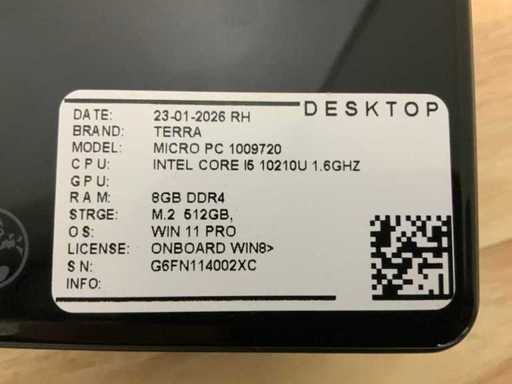 DESKTOP
DATE: 23-01-2026 RH
BRAND: TERRA
MODEL: MICRO PC 1009720
CPU: INTEL CORE I5 10210U 1.6GHZ
GPU:
RAM: 8GB DDR4
STRGE: M.2 512GB,
OS: WIN 11 PRO
LICENSE: ONBOARD WIN8>
SN: G6FN114002XC
INFO: